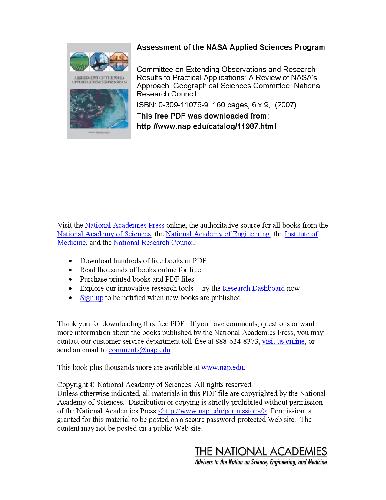 Assessment of the NASA Applied Sciences Program
Committee on Extending Observations and Research
Results to Practical Applications: A Review of NASA's
Approach, Geographical Sciences Committee, National
Research Council
ISBN: 0-309-11076-9, 160 pages, 6 x 9, (2007)
This free PDF was downloaded from:
http://www.nap.edu/catalog/11987.html
Visit the National Academies Press online, the authoritative source for all books from the
National Academy of Sciences, the National Academy of Engineering, the Institute of
Medicine, and the National Research Council:
• Download hundreds of free books in PDF
• Read thousands of books online for free
• Purchase printed books and PDF files
• Explore our innovative research tools – try the Research Dashboard now
• Sign up to be notified when new books are published
Thank you for downloading this free PDF. If you have comments, questions or want
more information about the books published by the National Academies Press, you may
contact our customer service department toll-free at 888-624-8373, visit us online, or
send an email to comments@nap.edu.
This book plus thousands more are available at www.nap.edu.
Copyright © National Academy of Sciences. All rights reserved.
Unless otherwise indicated, all materials in this PDF file are copyrighted by the National
Academy of Sciences. Distribution or copying is strictly prohibited without permission
of the National Academies Press <http://www.nap.edu/permissions/>. Permission is
granted for this material to be posted on a secure password-protected Web site. The
content may not be posted on a public Web site.
THE NATIONAL ACADEMIES
Advisers to the Nation on Science, Engineering, and Medicine